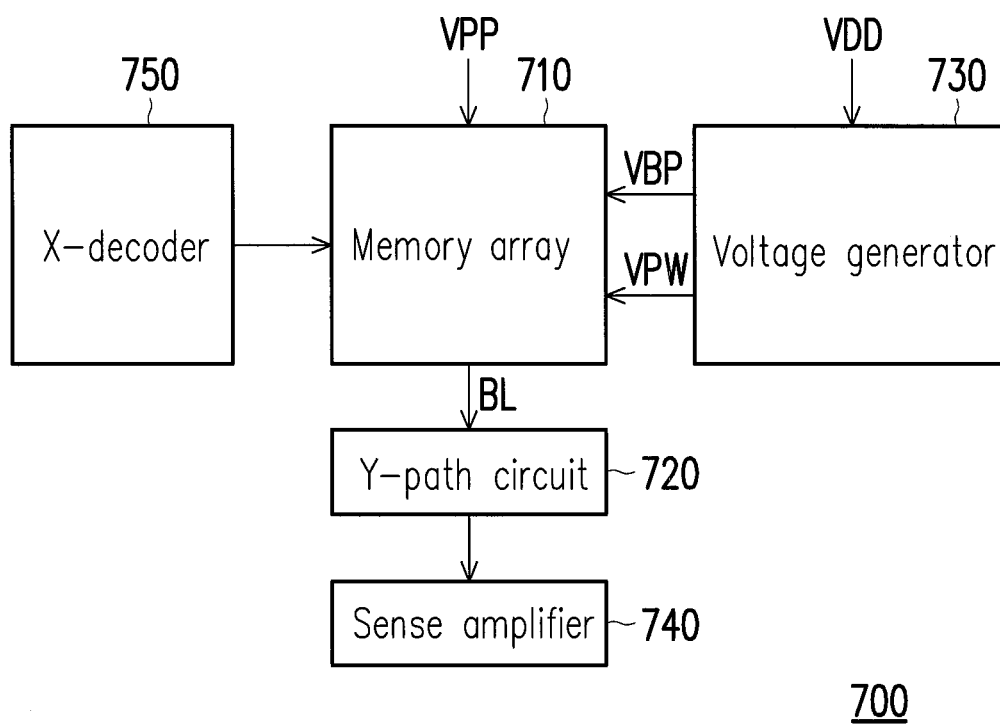 VPP
VDD
750
710
730
X-decoder
Memory array
VBP
VPW
Voltage generator
BL
Y-path circuit
720
Sense amplifier
740
700